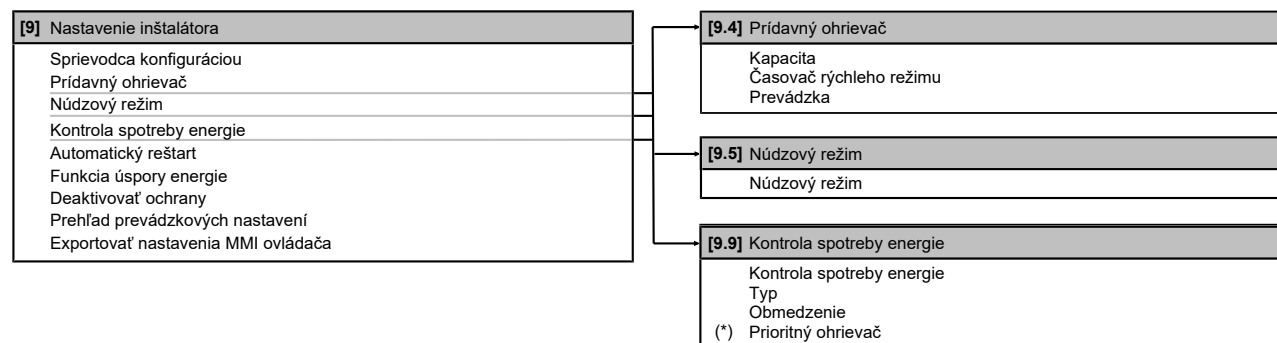 [9] Nastavenie inštalátora
Sprievodca konfiguráciou
Prídavný ohrievač
Núdzový režim
Kontrola spotreby energie
Automatický reštart
Funkcia úspory energie
Deaktivovať ochrany
Prehľad prevádzkových nastavení
Exportovať nastavenia MMI ovládača
[9.4] Prídavný ohrievač
Kapacita
Časovač rýchleho režimu
Prevádzka
[9.5] Núdzový režim
Núdzový režim
[9.9] Kontrola spotreby energie
Kontrola spotreby energie
Typ
Obmedzenie
(*) Prioritný ohrievač